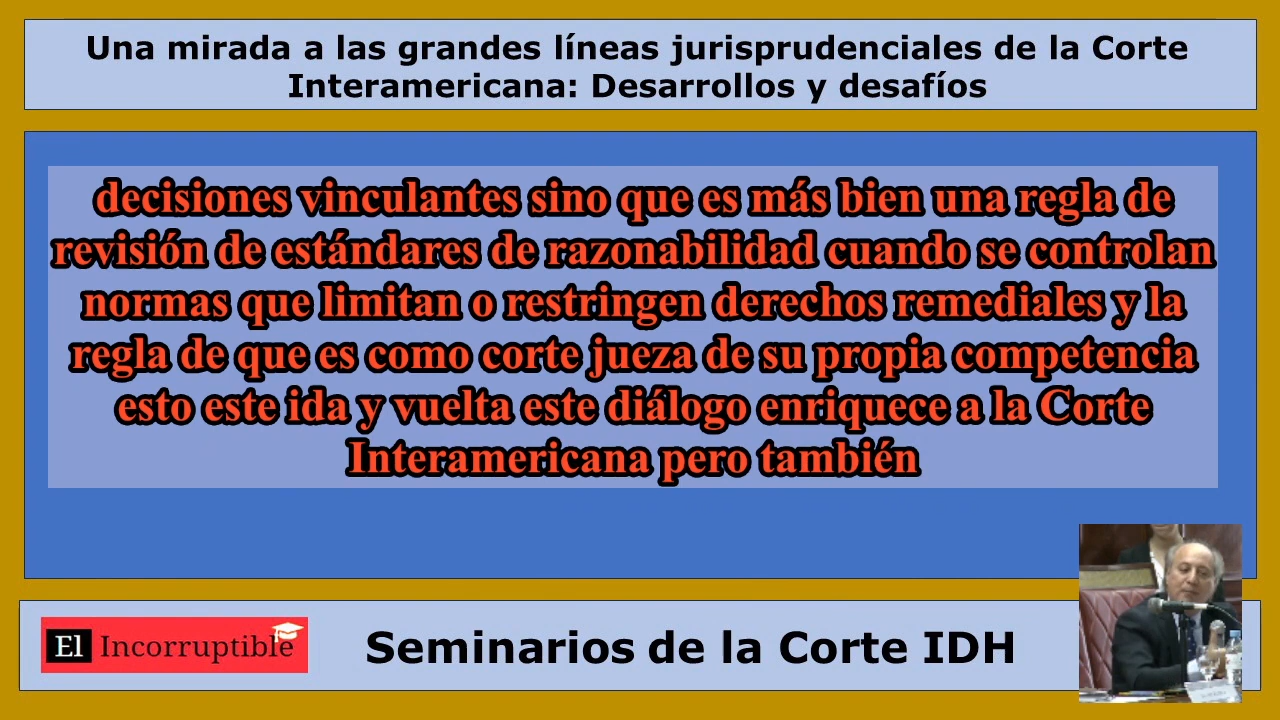 Una mirada a las grandes líneas jurisprudenciales de la Corte
Interamericana: Desarrollos y desafíos
decisiones vinculantes sino que es más bien una regla de
revisión de estándares de razonabilidad cuando se controlan
normas que limitan o restringen derechos remediales y la
regla de que es como corte jueza de su propia competencia
esto este ida y vuelta este diálogo enriquece a la Corte
Interamericana pero también
El Incorruptible
Seminarios de la Corte IDH